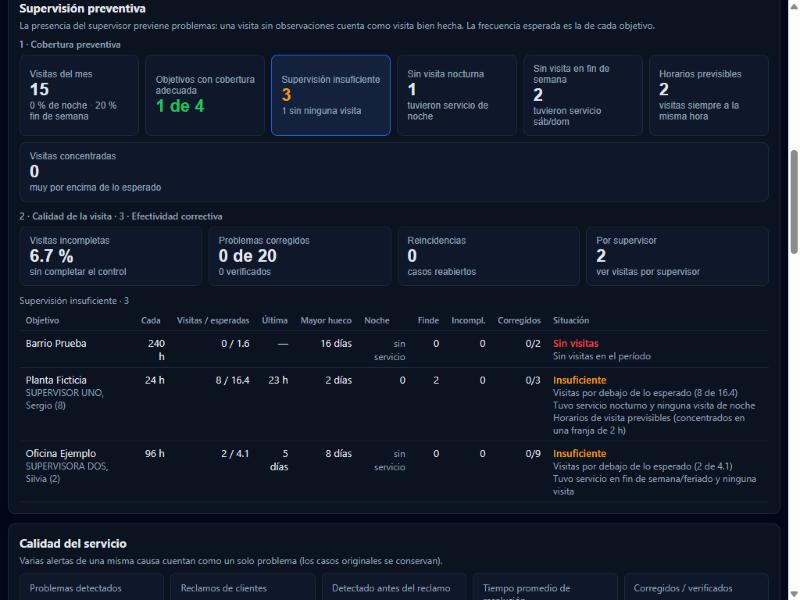 Supervisión preventiva
La presencia del supervisor previene problemas: una visita sin observaciones cuenta como visita bien hecha. La frecuencia esperada es la de cada objetivo.
1 · Cobertura preventiva
Visitas del mes
15
0 % de noche · 20 %
fin de semana
Objetivos con cobertura
adecuada
1 de 4
Supervisión insuficiente
3
1 sin ninguna visita
Sin visita nocturna
1
tuvieron servicio de
noche
Sin visita en fin de
semana
2
tuvieron servicio
sáb/dom
Horarios previsibles
2
visitas siempre a la
misma hora
Visitas concentradas
0
muy por encima de lo esperado
2 · Calidad de la visita · 3 · Efectividad correctiva
Visitas incompletas
6.7 %
sin completar el control
Problemas corregidos
0 de 20
0 verificados
Reincidencias
0
casos reabiertos
Por supervisor
2
ver visitas por supervisor
Supervisión insuficiente · 3
Objetivo Cada Visitas / esperadas Última Mayor hueco Noche Finde Incompl. Corregidos Situación
Barrio Prueba 240 h 0 / 1.6 — 16 días sin servicio 0 0 0/2 Sin visitas
Sin visitas en el período
Planta Ficticia 24 h 8 / 16.4 23 h 2 días 0 2 0 0/3 Insuficiente
SUPERVISOR UNO, Visitas por debajo de lo esperado (8 de 16.4)
Sergio (8) Tuvo servicio nocturno y ninguna visita de noche
Horarios de visita previsibles (concentrados en
una franja de 2 h)
Oficina Ejemplo 96 h 2 / 4.1 5 días 8 días sin servicio 0 0 0/9 Insuficiente
SUPERVISORA DOS, Visitas por debajo de lo esperado (2 de 4.1)
Silvia (2) Tuvo servicio en fin de semana/feriado y ninguna
visita
Calidad del servicio
Varias alertas de una misma causa cuentan como un solo problema (los casos originales se conservan).
Problemas detectados
Reclamos de clientes
Detectado antes del reclamo
Tiempo promedio de
resolución
Corregidos / verificados